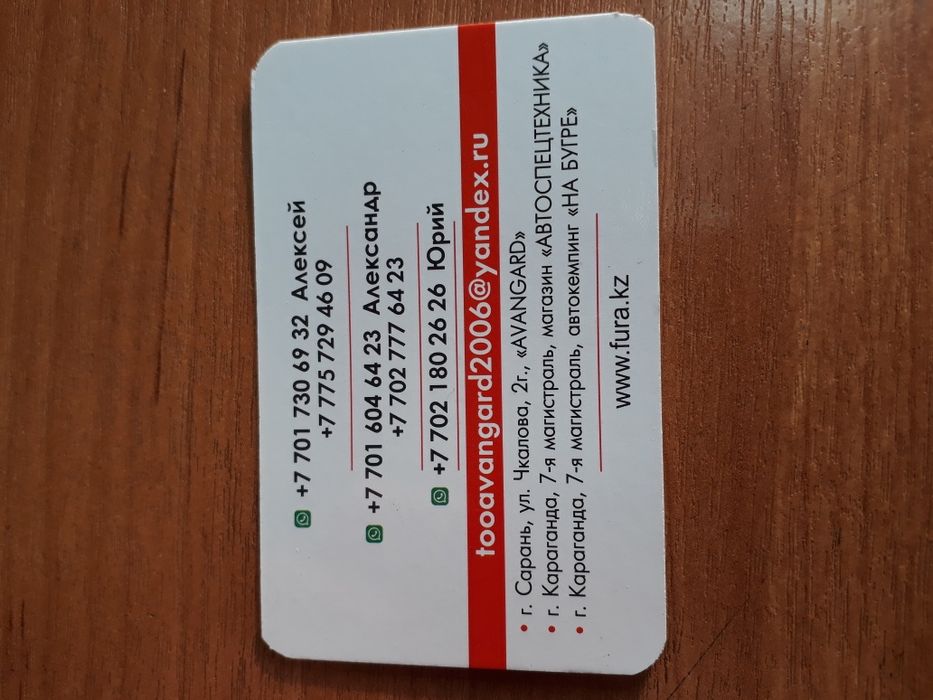 +7 701 730 69 32 Алексей
+7 775 729 46 09
+7 701 604 64 23 Александр
+7 702 777 64 23
+7 702 180 26 26 Юрий
tooavangard2006@yandex.ru
• г. Сарань, ул. Чкалова, 2г., «AVANGARD»
• г. Караганда, 7-я магистраль, магазин «АВТОСПЕЦТЕХНИКА»
• г. Караганда, 7-я магистраль, автокемпинг «НА БУГРЕ»
www.fura.kz